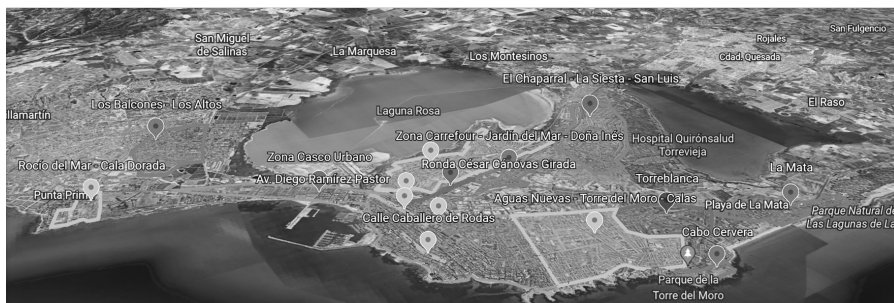 San Fulgencio
San Miguel
de Salinas
Rojales
La Marquesa
Los Montesinos
Cdad. Quesada
El Chaparral - La Siesta - San Luis
El Raso
Los Balcones - Los Altos
Laguna Rosa
llamartín
Zona Carrefour - Jardín del Mar - Doña Inés
Hospital Quirónsalud
Torrevieja
Zona Casco Urbano
Rocío del Mar - Cala Dorada
Ronda César Cánovas Girada
La Mata
Av. Diego Ramírez Pastor
Torreblanca
Punta Prim
Aguas Nuevas - Torre del Moro - Calas
Playa de La Mata
Parque Natural de
Las Lagunas de La
Calle Caballero de Rodas
Cabo Cervera
Parque de la
Torre del Moro